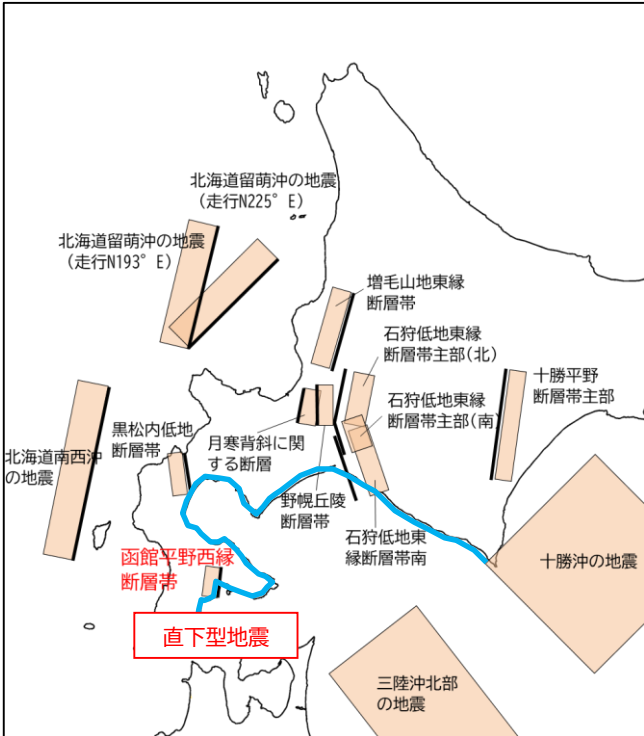 北海道留萌沖の地震
(走行N225° E)
北海道留萌沖の地震
(走行N193° E)
増毛山地東縁
断層帯
石狩低地東縁
断層帯主部(北)
十勝平野
断層帯主部
石狩低地東縁
断層帯主部(南)
黒松内低地
断層帯
月寒背斜に関
する断層
北海道南西沖
の地震
野幌丘陵
断層帯
石狩低地東
縁断層帯南
十勝沖の地震
函館平野西縁
断層帯
直下型地震
三陸沖北部
の地震